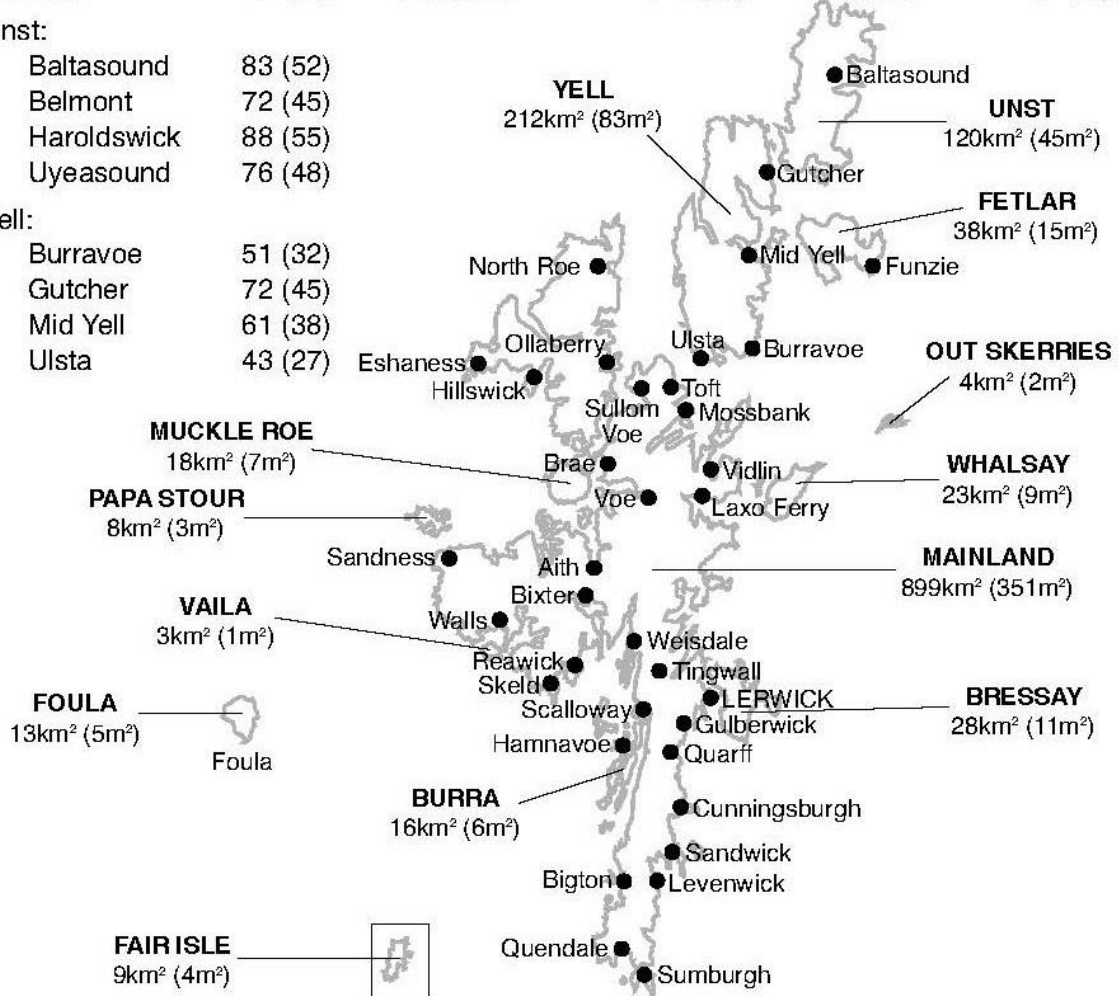 nst:
Baltasound 83 (52)
Belmont 72 (45)
Haroldswick 88 (55)
Uyeasound 76 (48)
ell:
Burravoe 51 (32)
Gutcher 72 (45)
Mid Yell 61 (38)
Ulsta 43 (27)
YELL
212km² (83m²)
Baltasound
UNST
120km² (45m²)
Gutcher
FETLAR
38km² (15m²)
Mid Yell
Funzie
North Roe
Ollaberry
Ulsta
Burravoe
Eshaness
Hillswick
OUT SKERRIES
4km² (2m²)
Toft
Sullom
Voe
Mossbank
MUCKLE ROE
18km² (7m²)
Brae
Vidlin
WHALSAY
23km² (9m²)
PAPA STOUR
8km² (3m²)
Voe
Laxo Ferry
Sandness
Aith
MAINLAND
899km² (351m²)
Bixter
VAILA
3km² (1m²)
Walls
Weisdale
Reawick
Tingwall
Skeld
LERWICK
BRESSAY
28km² (11m²)
FOULA
13km² (5m²)
Foula
Scalloway
Gulberwick
Hamnavoe
Quarff
BURRA
16km² (6m²)
Cunningsburgh
Sandwick
Bigton
Levenwick
FAIR ISLE
9km² (4m²)
Quendale
Sumburgh